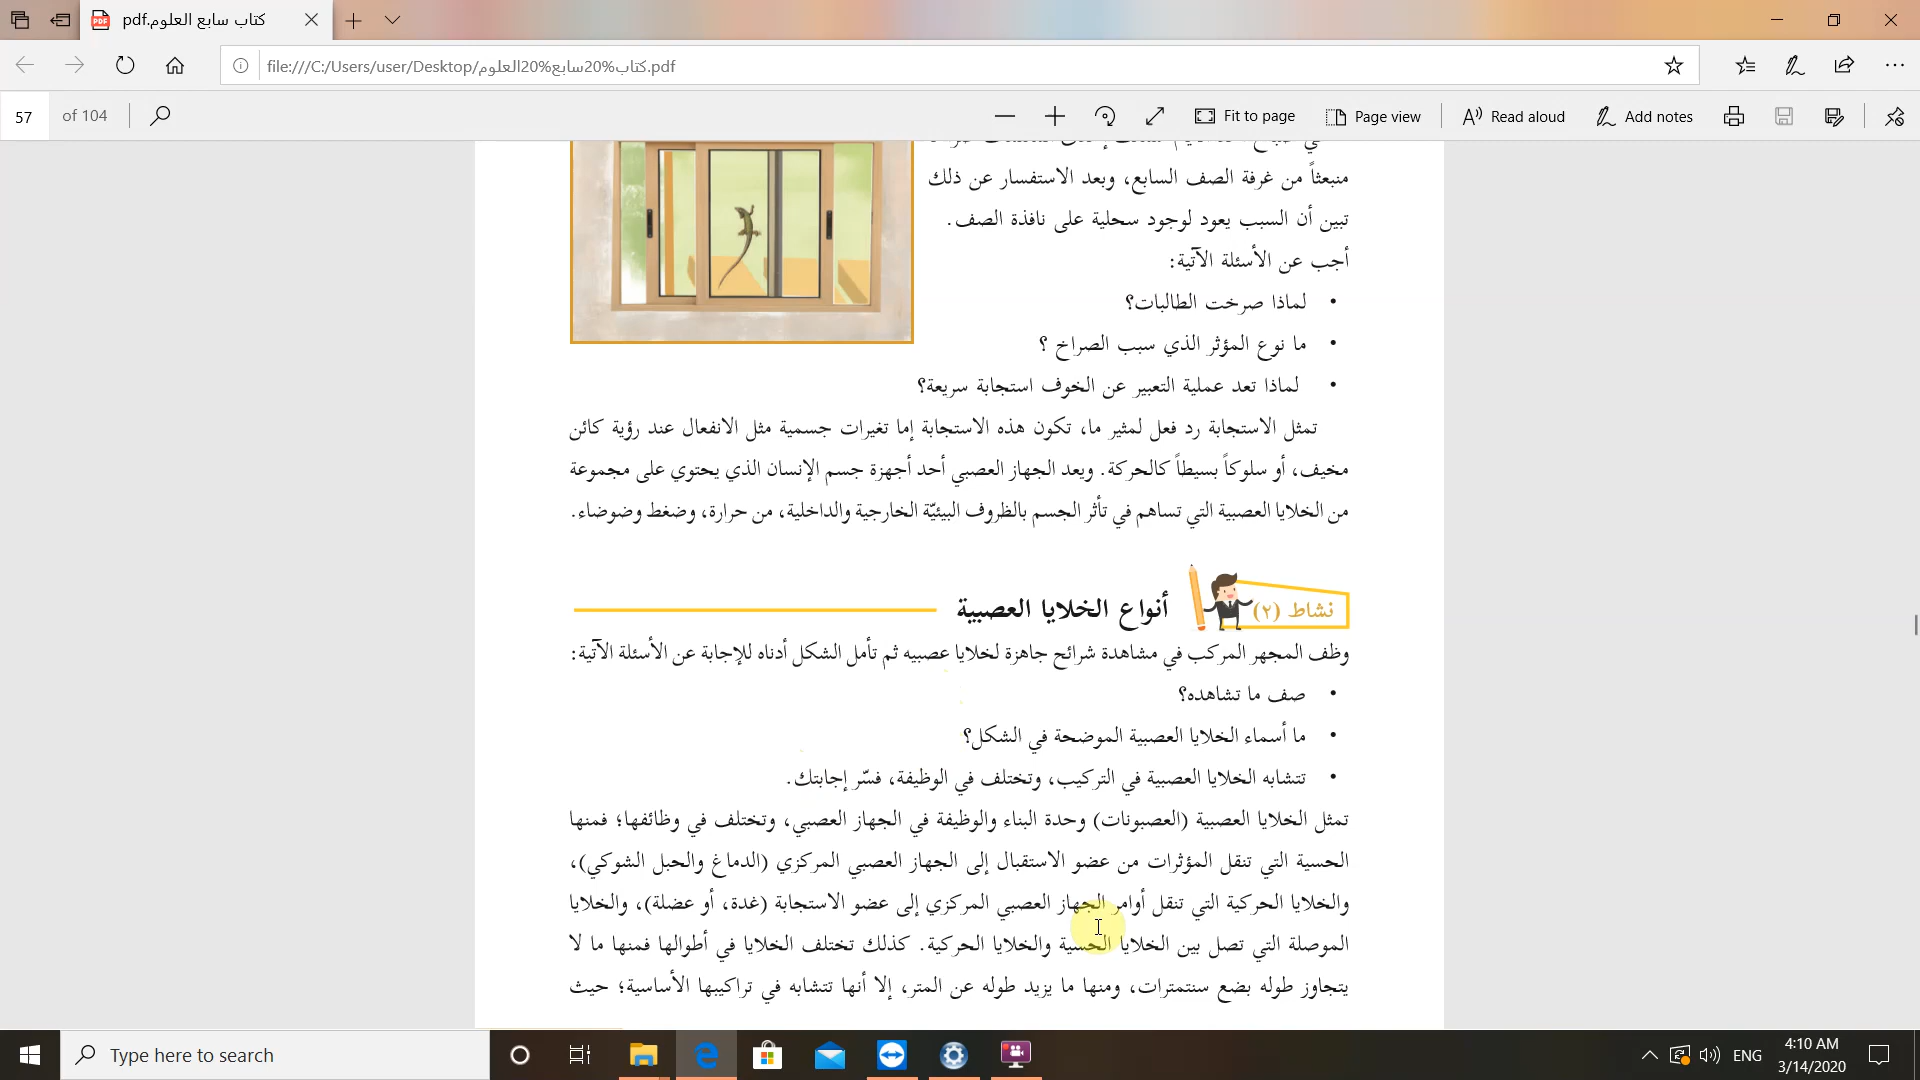 كتاب سابع العلوم.pdf
file:///C:/Users/user/Desktop/كتاب%20سابع%20العلوم.pdf
57 of 104
Fit to page
Page view
Read aloud
Add notes
منبعثاً من غرفة الصف السابع، وبعد الاستفسار عن ذلك
تبين أن السبب يعود لوجود سحلية على نافذة الصف.
أجب عن الأسئلة الآتية:
• لماذا صرخت الطالبات؟
• ما نوع المؤثر الذي سبب الصراخ ؟
• لماذا تعد عملية التعبير عن الخوف استجابة سريعة؟
تمثل الاستجابة رد فعل لمثير ما، تكون هذه الاستجابة إما تغيرات جسمية مثل الانفعال عند رؤية كائن
مخيف، أو سلوكاً بسيطاً كالحركة. ويعد الجهاز العصبي أحد أجهزة جسم الإنسان الذي يحتوي على مجموعة
من الخلايا العصبية التي تساهم في تأثر الجسم بالظروف البيئيّة الخارجية والداخلية، من حرارة، وضغط وضوضاء.
نشاط (٢) أنواع الخلايا العصبية
وظف المجهر المركب في مشاهدة شرائح جاهزة لخلايا عصبيه ثم تأمل الشكل أدناه للإجابة عن الأسئلة الآتية:
• صف ما تشاهده؟
• ما أسماء الخلايا العصبية الموضحة في الشكل؟
• تتشابه الخلايا العصبية في التركيب، وتختلف في الوظيفة، فسّر إجابتك.
تمثل الخلايا العصبية (العصبونات) وحدة البناء والوظيفة في الجهاز العصبي، وتختلف في وظائفها؛ فمنها
الحسية التي تنقل المؤثرات من عضو الاستقبال إلى الجهاز العصبي المركزي (الدماغ والحبل الشوكي)،
والخلايا الحركية التي تنقل أوامر الجهاز العصبي المركزي إلى عضو الاستجابة (غدة، أو عضلة)، والخلايا
الموصلة التي تصل بين الخلايا الحسية والخلايا الحركية. كذلك تختلف الخلايا في أطوالها فمنها ما لا
يتجاوز طوله بضع سنتمترات، ومنها ما يزيد طوله عن المتر، إلا أنها تتشابه في تراكيبها الأساسية؛ حيث
Type here to search
ENG
4:10 AM
3/14/2020